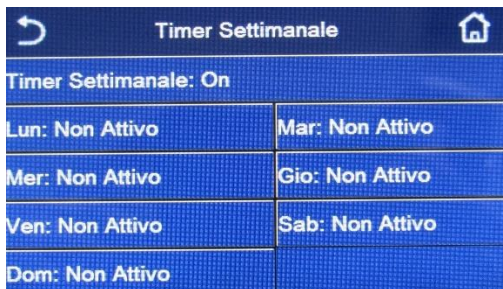 Timer Settimanale
Timer Settimanale: On
Lun: Non Attivo
Mar: Non Attivo
Mer: Non Attivo
Gio: Non Attivo
Ven: Non Attivo
Sab: Non Attivo
Dom: Non Attivo